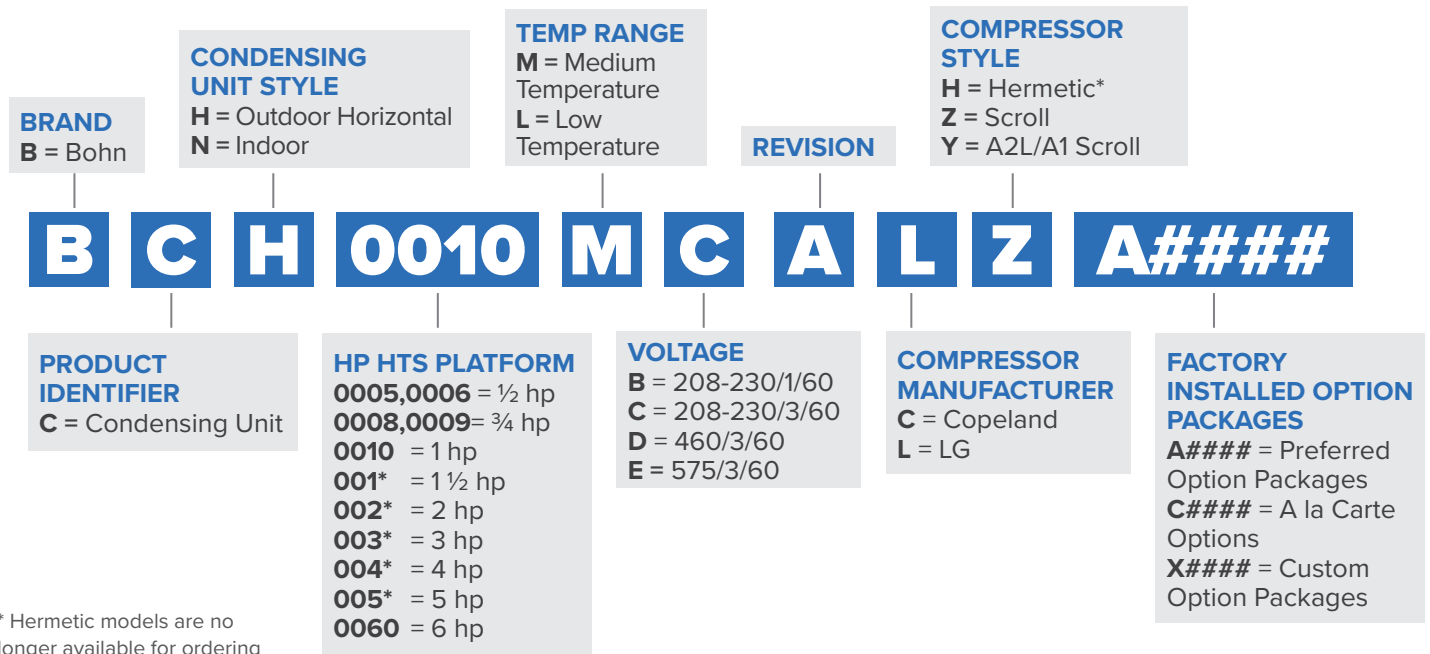 BRAND
B = Bohn
CONDENSING
UNIT STYLE
H = Outdoor Horizontal
N = Indoor
TEMP RANGE
M = Medium
Temperature
L = Low
Temperature
REVISION
COMPRESSOR
STYLE
H = Hermetic*
Z = Scroll
Y = A2L/A1 Scroll
B C H 0010 M C A L Z A####
PRODUCT
IDENTIFIER
C = Condensing Unit
HP HTS PLATFORM
0005,0006 = ½ hp
0008,0009= ¾ hp
0010 = 1 hp
001* = 1 ½ hp
002* = 2 hp
003* = 3 hp
004* = 4 hp
005* = 5 hp
0060 = 6 hp
VOLTAGE
B = 208-230/1/60
C = 208-230/3/60
D = 460/3/60
E = 575/3/60
COMPRESSOR
MANUFACTURER
C = Copeland
L = LG
FACTORY
INSTALLED OPTION
PACKAGES
A#### = Preferred
Option Packages
C#### = A la Carte
Options
X#### = Custom
Option Packages
* Hermetic models are no
longer available for ordering